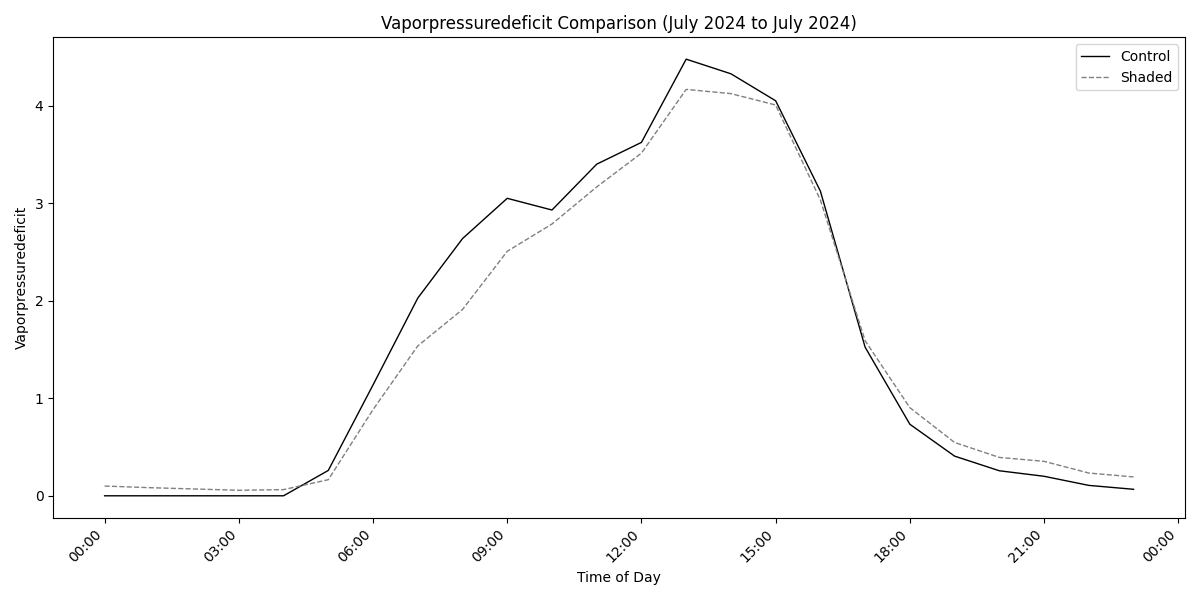 Vaporpressuredeficit Comparison (July 2024 to July 2024)
Control
Shaded
Vaporpressuredeficit
4
3
2
1
0
00:00
03:00
06:00
09:00
12:00
15:00
18:00
21:00
00:00
Time of Day